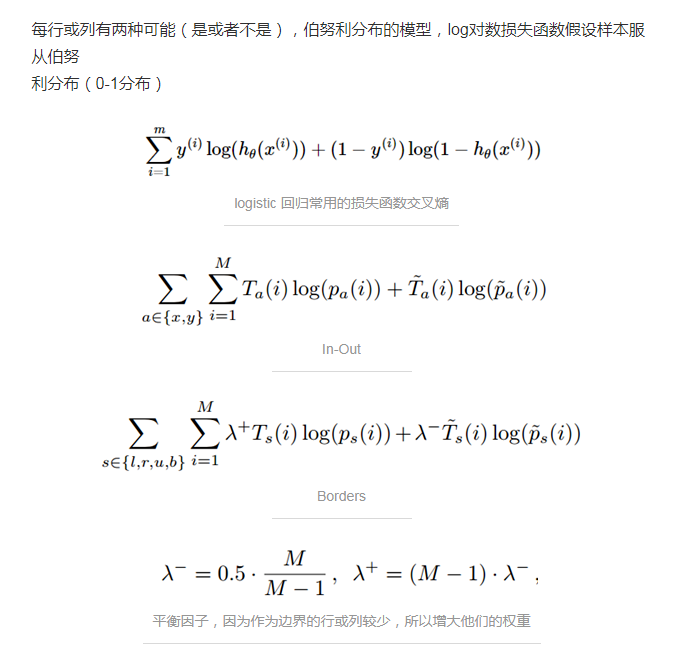 每行或列有两种可能（是或者不是），伯努利分布的模型，log对数损失函数假设样本服
从伯努
利分布（0-1分布）
\sum_{i=1}^{m} y^{(i)} \log(h_\theta(x^{(i)})) + (1 - y^{(i)}) \log(1 - h_\theta(x^{(i)}))
logistic 回归常用的损失函数交叉熵
\sum_{a \in \{x,y\}} \sum_{i=1}^{M} T_a(i) \log(p_a(i)) + \tilde{T}_a(i) \log(\tilde{p}_a(i))
In-Out
\sum_{s \in \{l,r,u,b\}} \sum_{i=1}^{M} \lambda^+ T_s(i) \log(p_s(i)) + \lambda^- \tilde{T}_s(i) \log(\tilde{p}_s(i))
Borders
\lambda^- = 0.5 \cdot \frac{M}{M-1}, \lambda^+ = (M-1) \cdot \lambda^-,
平衡因子，因为作为边界的行或列较少，所以增大他们的权重